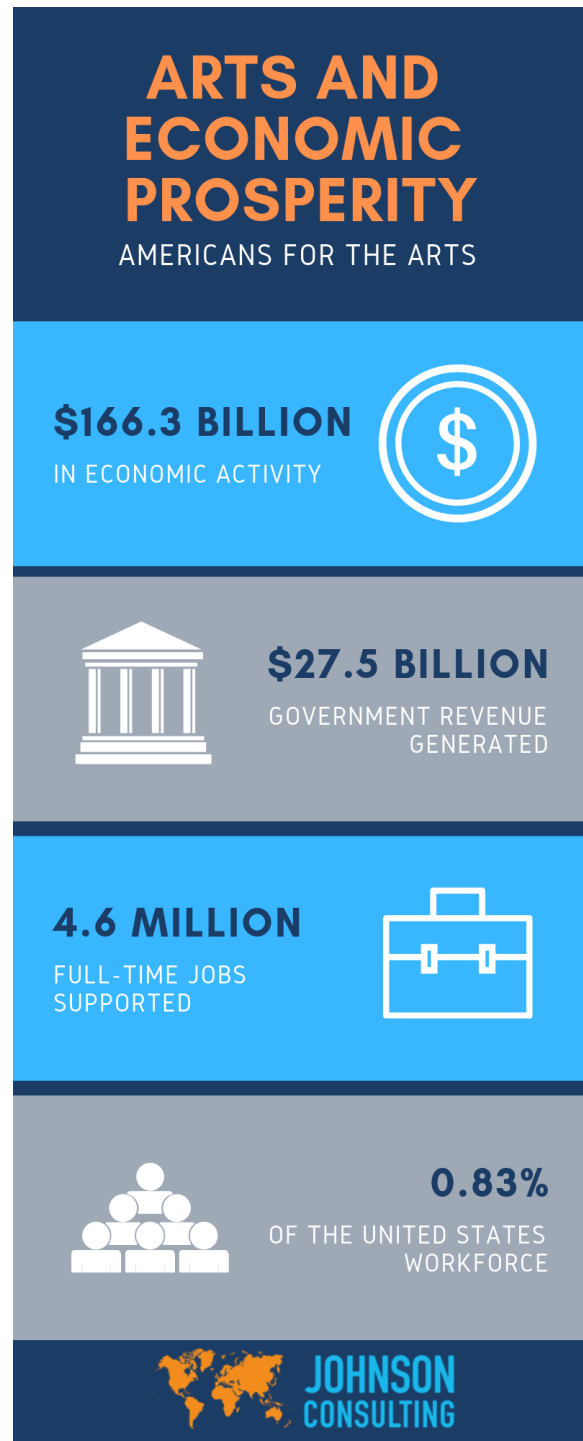 ARTS AND
ECONOMIC
PROSPERITY
AMERICANS FOR THE ARTS
$166.3 BILLION
IN ECONOMIC ACTIVITY
$
$27.5 BILLION
GOVERNMENT REVENUE
GENERATED
4.6 MILLION
FULL-TIME JOBS
SUPPORTED
0.83%
OF THE UNITED STATES
WORKFORCE
JOHNSON
CONSULTING